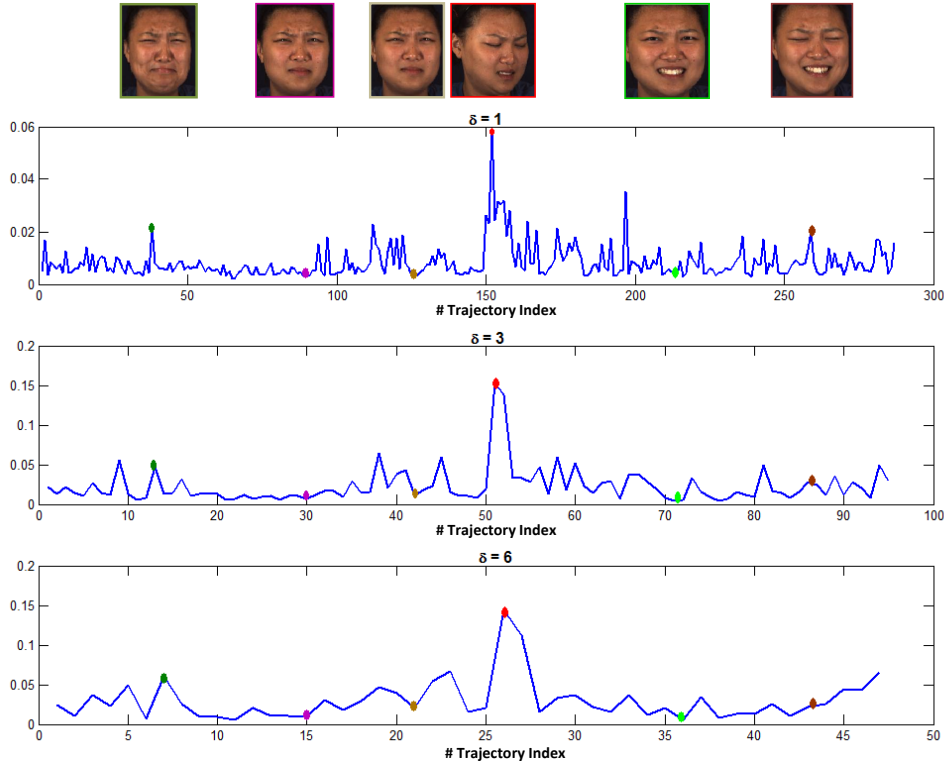 δ = 1
0.06
0.04
0.02
0
0 50 100 150 200 250 300
# Trajectory Index
δ = 3
0.2
0.15
0.1
0.05
0
0 10 20 30 40 50 60 70 80 90 100
# Trajectory Index
δ = 6
0.2
0.15
0.1
0.05
0
0 5 10 15 20 25 30 35 40 45 50
# Trajectory Index